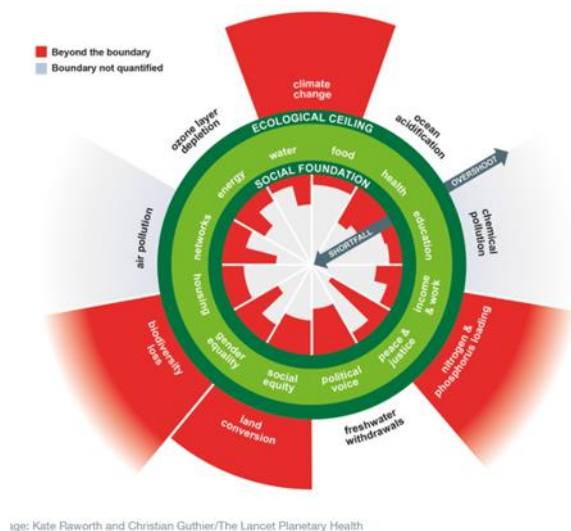 Beyond the boundary
Boundary not quantified
climate
change
ozone layer
depletion
ocean
acidification
ECOLOGICAL CEILING
OVERSHOOT
water
food
energy
health
SOCIAL FOUNDATION
networks
education
SHORTFALL
air pollution
chemical
pollution
housing
income
& work
gender
equality
peace &
justice
social
equity
political
voice
biodiversity
loss
nitrogen &
phosphorus loading
land
conversion
freshwater
withdrawals
ige: Kate Raworth and Christian Guthier/The Lancet Planetary Health